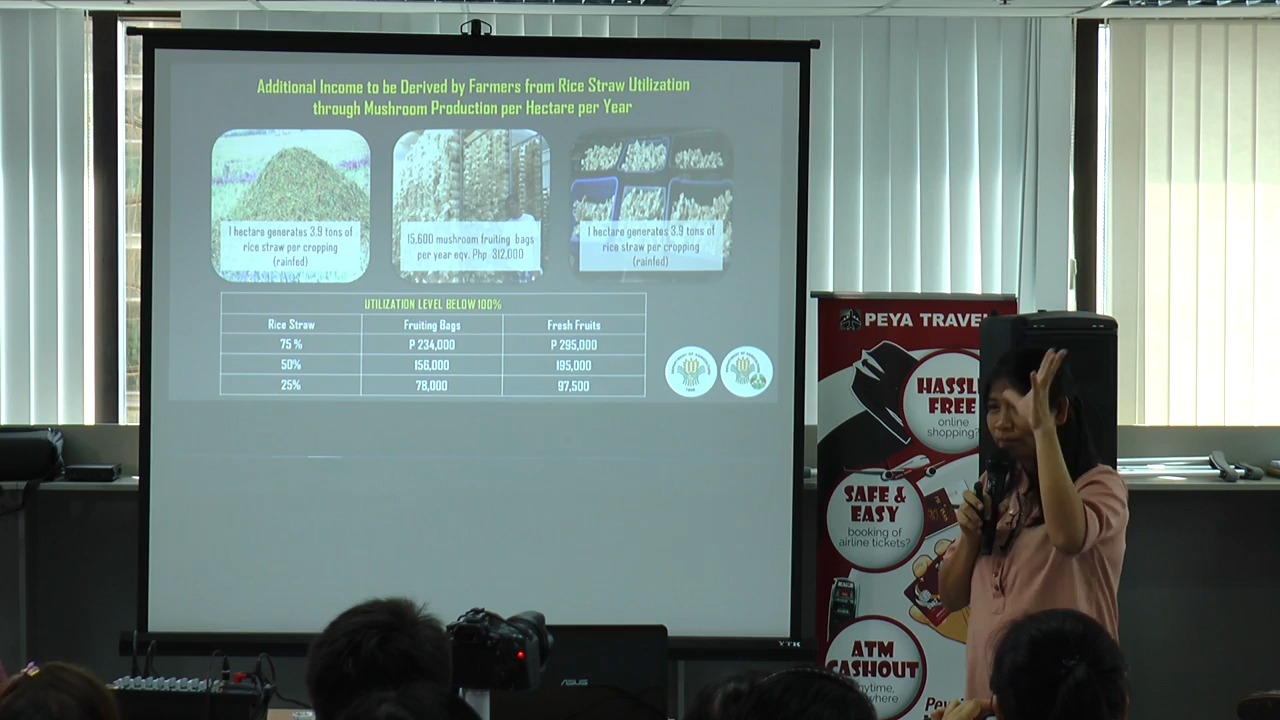 Additional Income to be Derived by Farmers from Rice Straw Utilization
through Mushroom Production per Hectare per Year
1 hectare generates 3.9 tons of
rice straw per cropping
(rainfed)
15,600 mushroom fruiting bags
per year eqv. Php 312,000
1 hectare generates 3.9 tons of
rice straw per cropping
(rainfed)
UTILIZATION LEVEL BELOW 100%
Rice Straw Fruiting Bags Fresh Fruits
75 % P 234,000 P 295,000
50% 156,000 195,000
25% 78,000 97,500
YTK
PEYA TRAVEL
HASSL
FREE
online
shopping?
SAFE &
EASY
booking of
airline tickets?
ATM
CASHOUT
ASUS